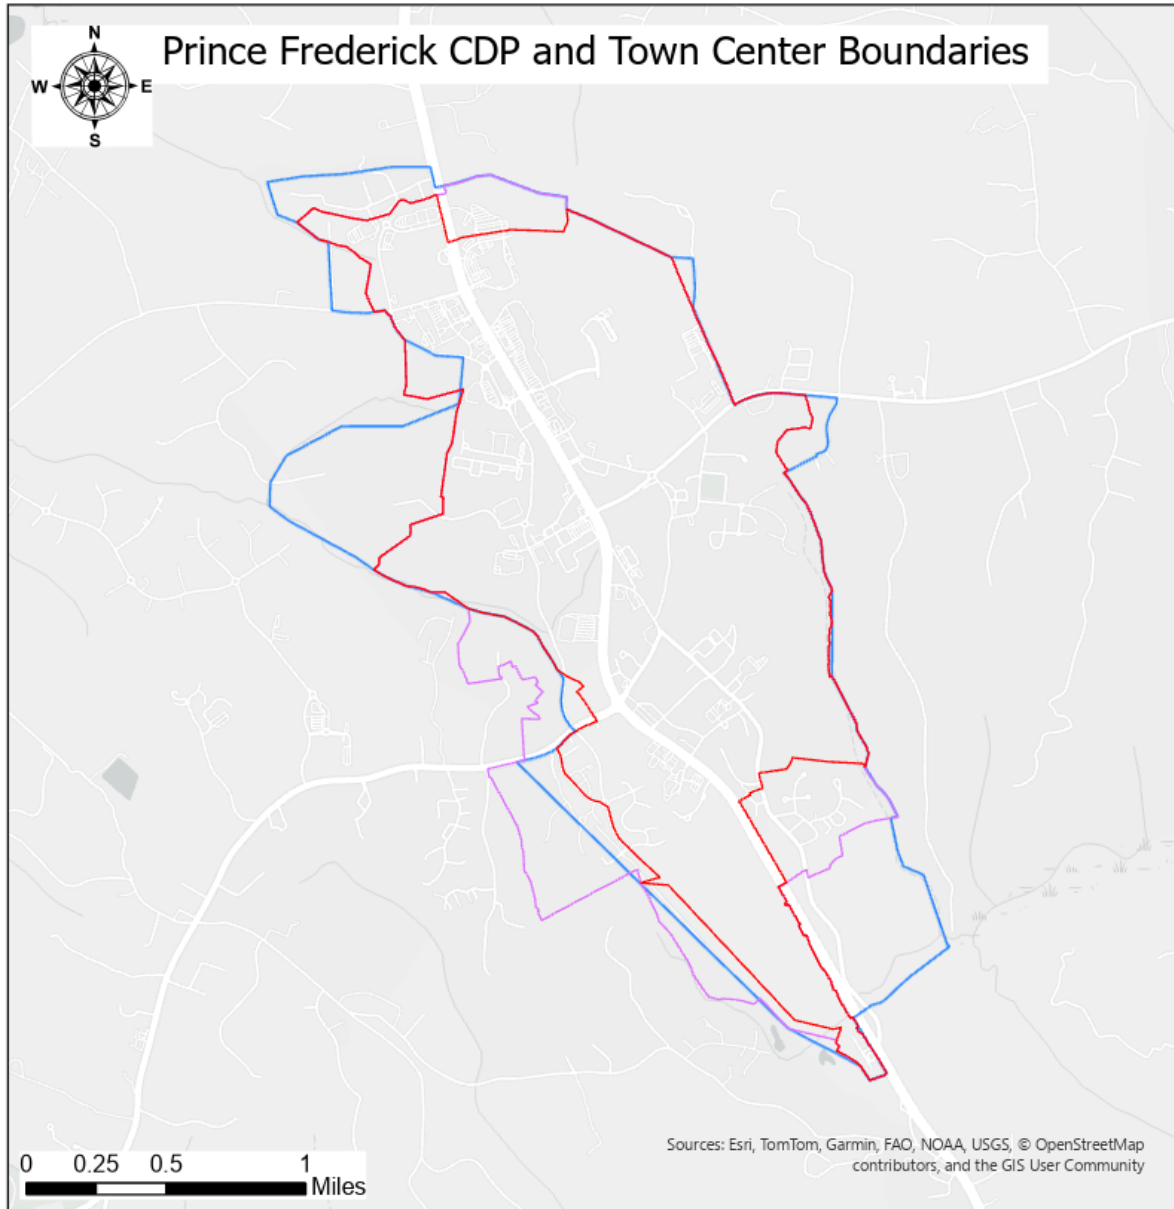 Prince Frederick CDP and Town Center Boundaries
N
W E
S
Sources: Esri, TomTom, Garmin, FAO, NOAA, USGS, © OpenStreetMap
contributors, and the GIS User Community
0 0.25 0.5 1
Miles